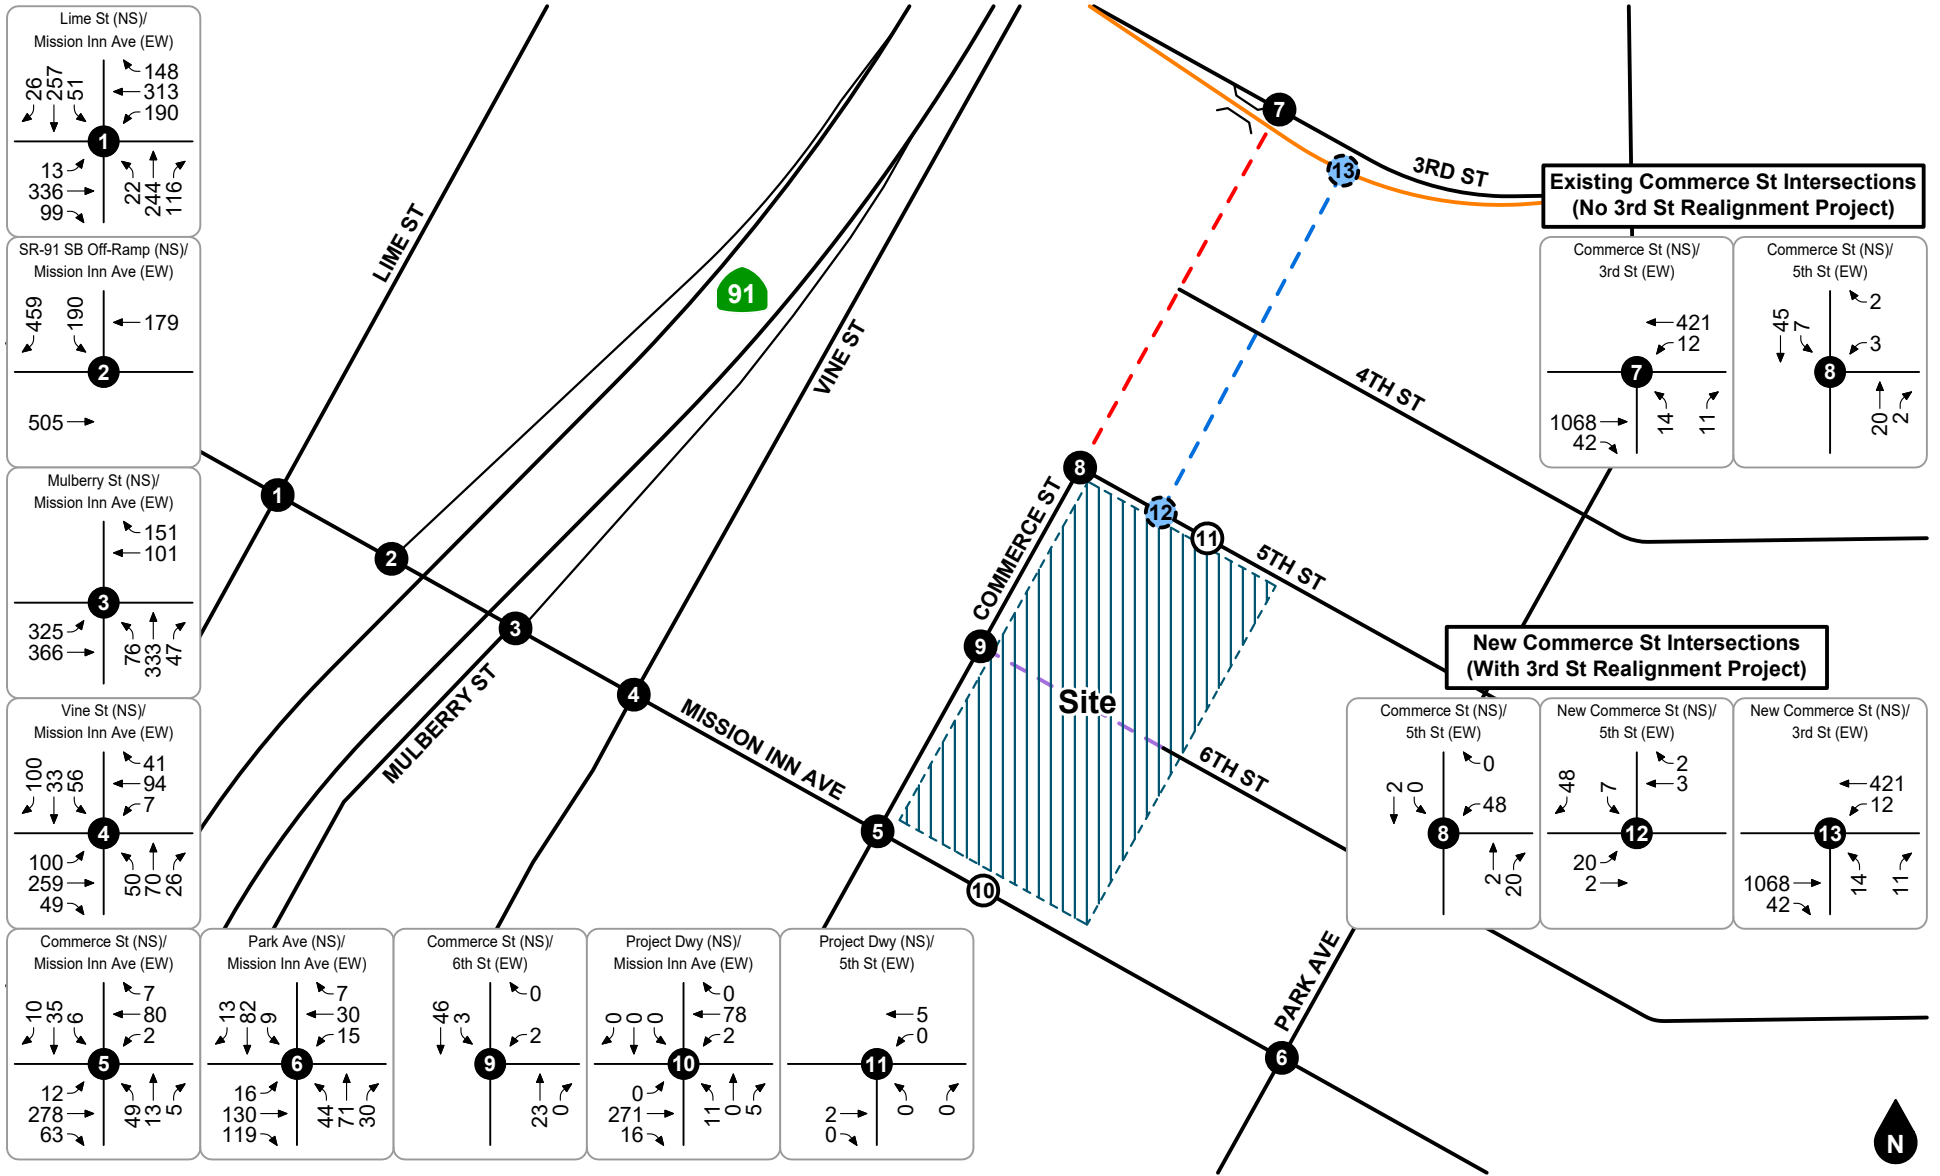 Lime St (NS)/
Mission Inn Ave (EW)
26 257 51
148
313
190
1
13
336
99
22 244 116
SR-91 SB Off-Ramp (NS)/
Mission Inn Ave (EW)
459 190
179
2
505
Mulberry St (NS)/
Mission Inn Ave (EW)
151
101
3
325
366
76 333 47
Vine St (NS)/
Mission Inn Ave (EW)
100 33 56
41
94
7
4
100
259
49
50 70 26
Commerce St (NS)/
Mission Inn Ave (EW)
10 35 6
7
80
2
5
12
278
63
49 13 5
Park Ave (NS)/
Mission Inn Ave (EW)
13 82 9
7
30
15
6
16
130
119
44 71 30
Commerce St (NS)/
6th St (EW)
46 3
0
2
9
23 0
Project Dwy (NS)/
Mission Inn Ave (EW)
0 0 0
0
78
2
10
0
271
16
11 0 5
Project Dwy (NS)/
5th St (EW)
5
0
11
2
0
0 0
Existing Commerce St Intersections
(No 3rd St Realignment Project)
Commerce St (NS)/
3rd St (EW)
421
12
7
1068
42
14 11
Commerce St (NS)/
5th St (EW)
45 7
2
3
8
20 2
New Commerce St Intersections
(With 3rd St Realignment Project)
Commerce St (NS)/
5th St (EW)
2 0
0
48
8
2 20
New Commerce St (NS)/
5th St (EW)
48 7
2
3
12
20
2
New Commerce St (NS)/
3rd St (EW)
421
12
13
1068
42
14 11
LIME ST
91
VINE ST
MULBERRY ST
MISSION INN AVE
COMMERCE ST
3RD ST
4TH ST
5TH ST
6TH ST
PARK AVE
Site
1
2
3
4
5
6
7
8
9
10
11
12
13
N